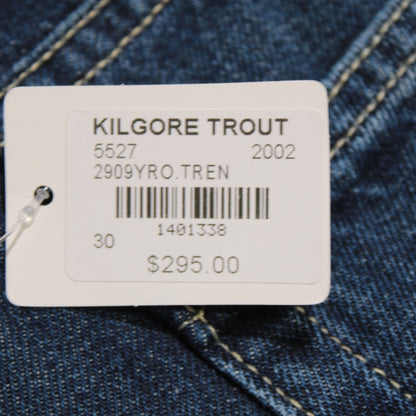 KILGORE TROUT
5527 2002
2909YRO.TREN
1401338
30
$295.00